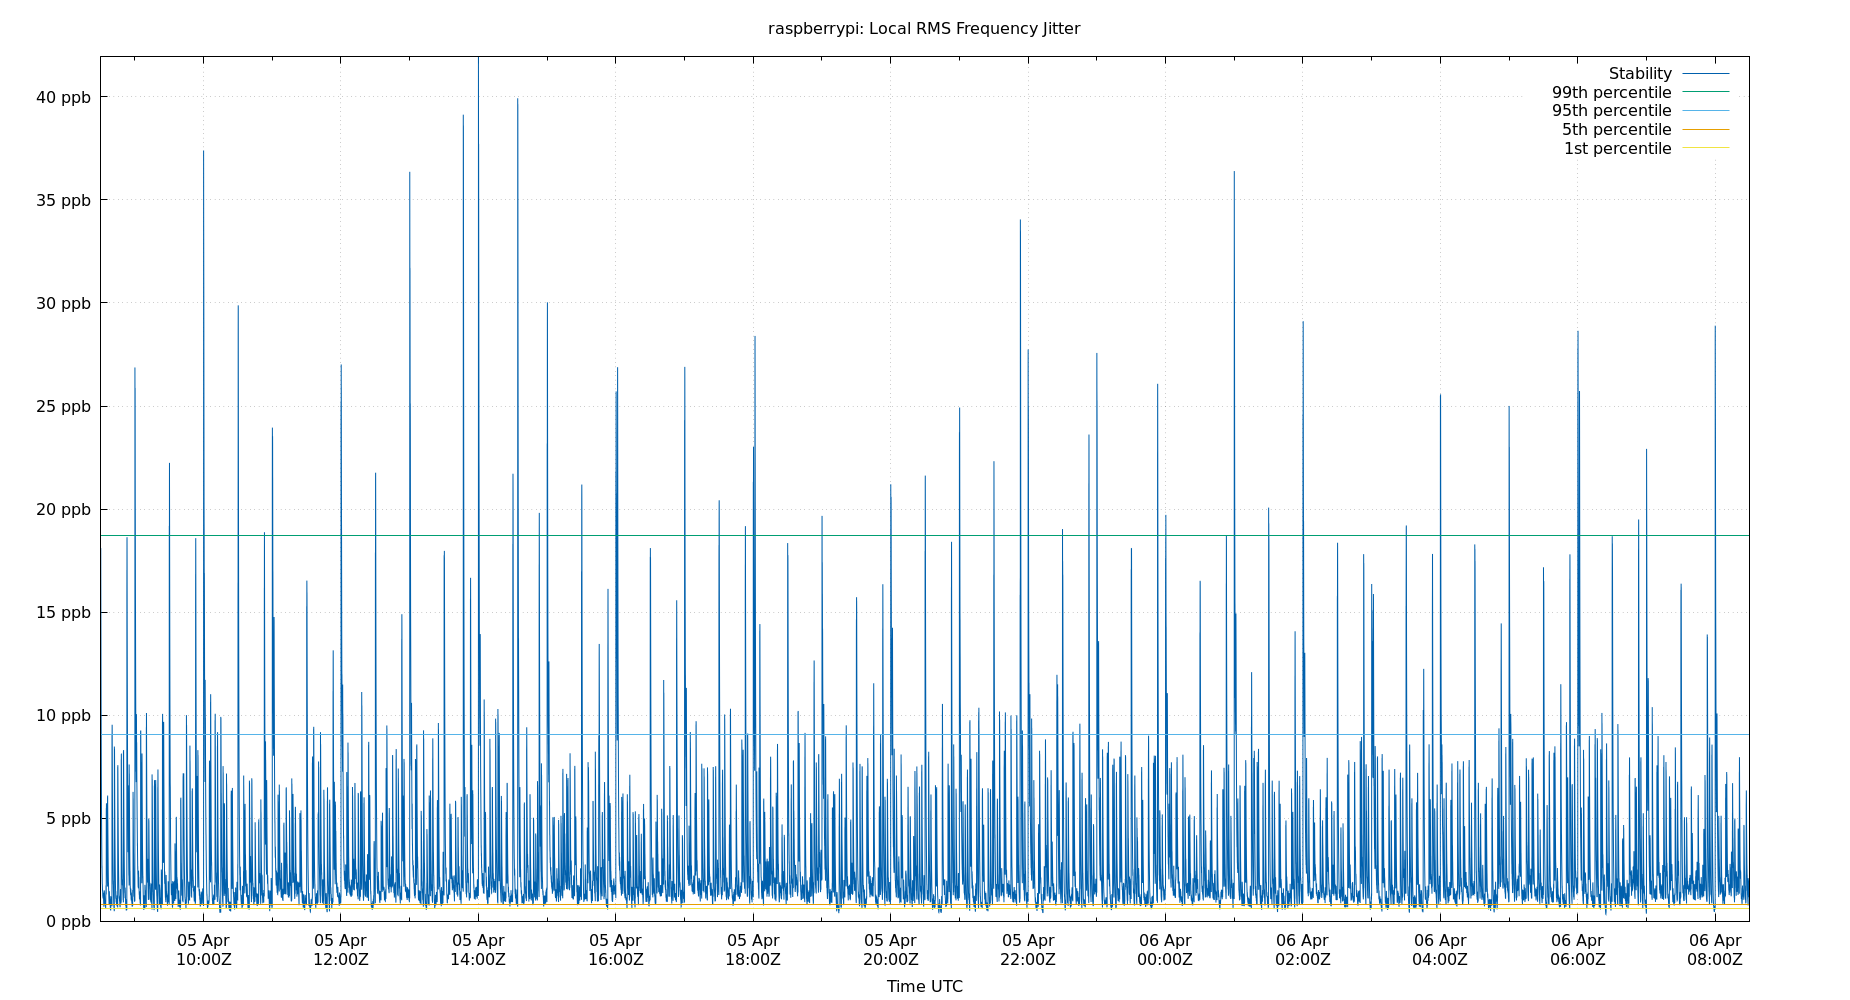 raspberrypi: Local RMS Frequency Jitter
Stability
99th percentile
95th percentile
5th percentile
1st percentile
40 ppb
35 ppb
30 ppb
25 ppb
20 ppb
15 ppb
10 ppb
5 ppb
0 ppb
05 Apr 05 Apr 05 Apr 05 Apr 05 Apr 05 Apr 05 Apr 06 Apr 06 Apr 06 Apr 06 Apr 06 Apr
10:00Z 12:00Z 14:00Z 16:00Z 18:00Z 20:00Z 22:00Z 00:00Z 02:00Z 04:00Z 06:00Z 08:00Z
Time UTC